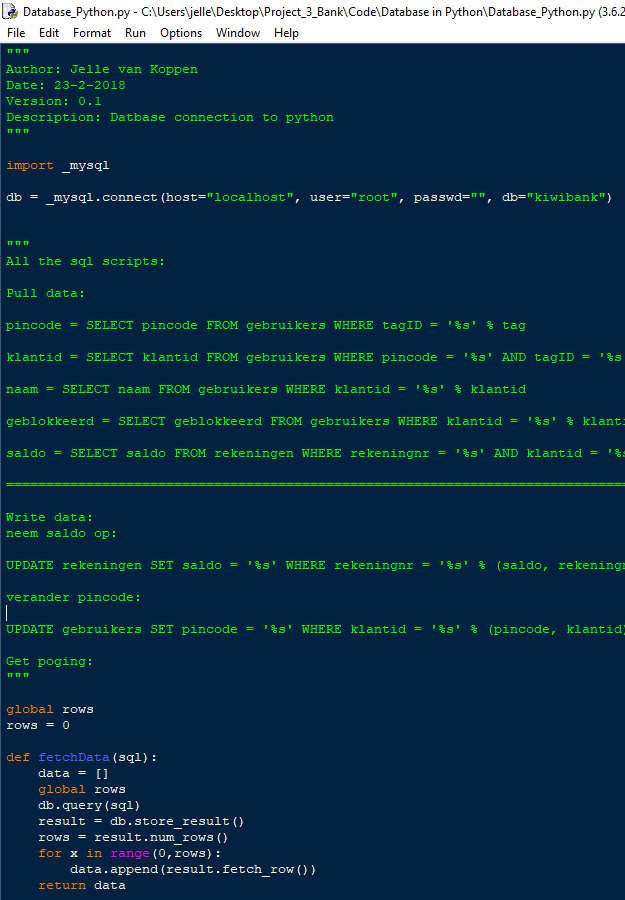 Database_Python.py - C:\Users\jelle\Desktop\Project_3_Bank\Code\Database in Python\Database_Python.py (3.6.2
File Edit Format Run Options Window Help
"""
Author: Jelle van Koppen
Date: 23-2-2018
Version: 0.1
Description: Datbase connection to python
"""
import _mysql
db = _mysql.connect(host="localhost", user="root", passwd="", db="kiwibank")
"""
All the sql scripts:
Pull data:
pincode = SELECT pincode FROM gebruikers WHERE tagID = '%s' % tag
klantid = SELECT klantid FROM gebruikers WHERE pincode = '%s' AND tagID = '%s
naam = SELECT naam FROM gebruikers WHERE klantid = '%s' % klantid
geblokkeerd = SELECT geblokkeerd FROM gebruikers WHERE klantid = '%s' % klanti
saldo = SELECT saldo FROM rekeningen WHERE rekeningnr = '%s' AND klantid = '%s
==============================================================================
Write data:
neem saldo op:
UPDATE rekeningen SET saldo = '%s' WHERE rekeningnr = '%s' % (saldo, rekeningn
verander pincode:
UPDATE gebruikers SET pincode = '%s' WHERE klantid = '%s' % (pincode, klantid)
Get poging:
"""
global rows
rows = 0
def fetchData(sql):
    data = []
    global rows
    db.query(sql)
    result = db.store_result()
    rows = result.num_rows()
    for x in range(0,rows):
        data.append(result.fetch_row())
    return data